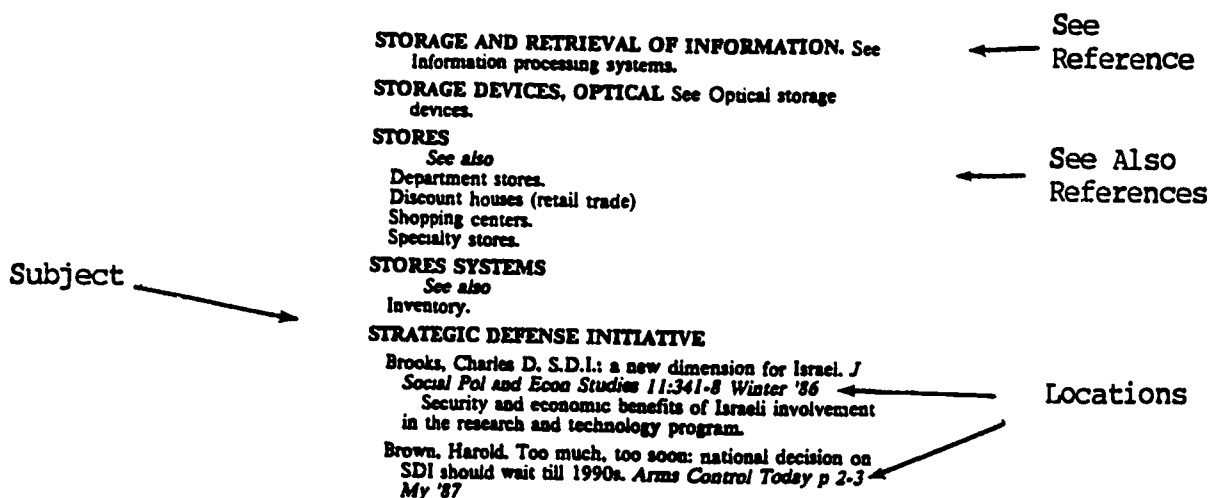 STORAGE AND RETRIEVAL OF INFORMATION. See
Information processing systems.
See
Reference
STORAGE DEVICES, OPTICAL See Optical storage
devices.
STORES
See also
Department stores.
Discount houses (retail trade)
Shopping centers.
Specialty stores.
See Also
References
STORES SYSTEMS
See also
Inventory.
Subject
STRATEGIC DEFENSE INITIATIVE
Brooks, Charles D. S.D.I.: a new dimension for Israel. J
Social Pol and Econ Studies 11:341-8 Winter '86
Security and economic benefits of Israeli involvement
in the research and technology program.
Locations
Brown, Harold. Too much, too soon: national decision on
SDI should wait till 1990s. Arms Control Today p 2-3
My '87